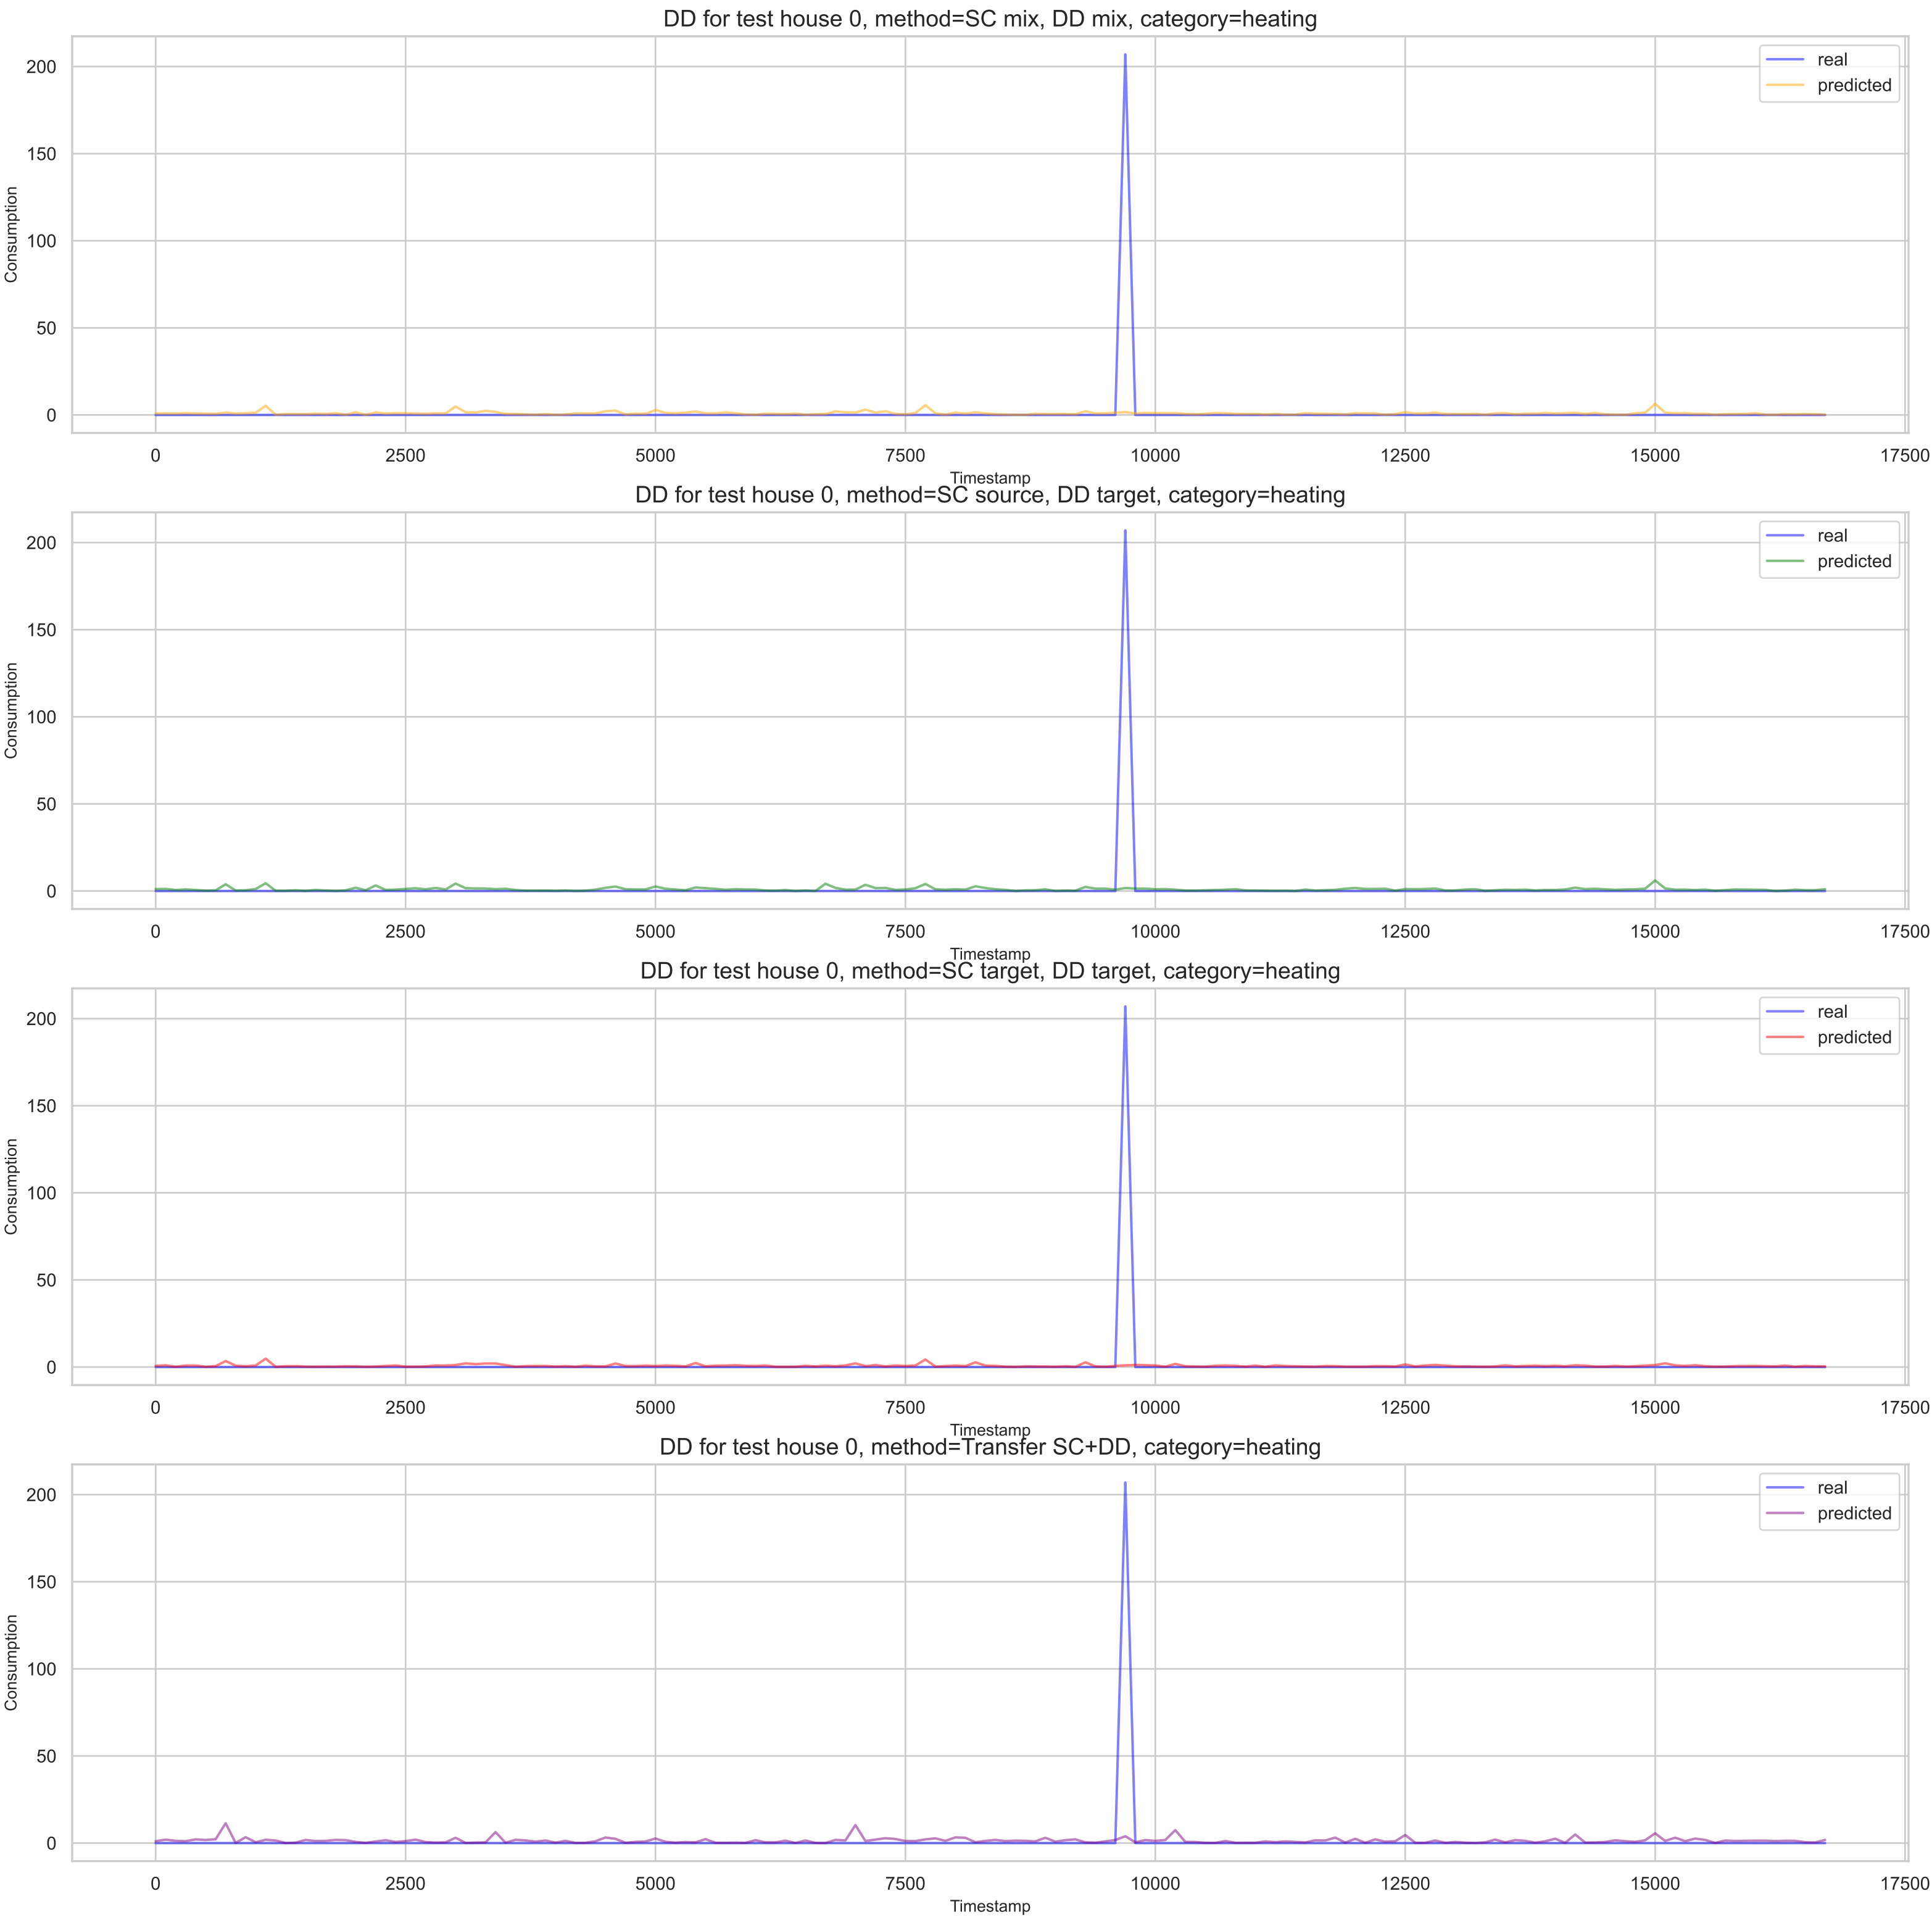 DD for test house 0, method=SC mix, DD mix, category=heating
real
predicted
200
150
100
50
0
Consumption
0 2500 5000 7500 10000 12500 15000 17500
Timestamp
DD for test house 0, method=SC source, DD target, category=heating
real
predicted
200
150
100
50
0
Consumption
0 2500 5000 7500 10000 12500 15000 17500
Timestamp
DD for test house 0, method=SC target, DD target, category=heating
real
predicted
200
150
100
50
0
Consumption
0 2500 5000 7500 10000 12500 15000 17500
Timestamp
DD for test house 0, method=Transfer SC+DD, category=heating
real
predicted
200
150
100
50
0
Consumption
0 2500 5000 7500 10000 12500 15000 17500
Timestamp